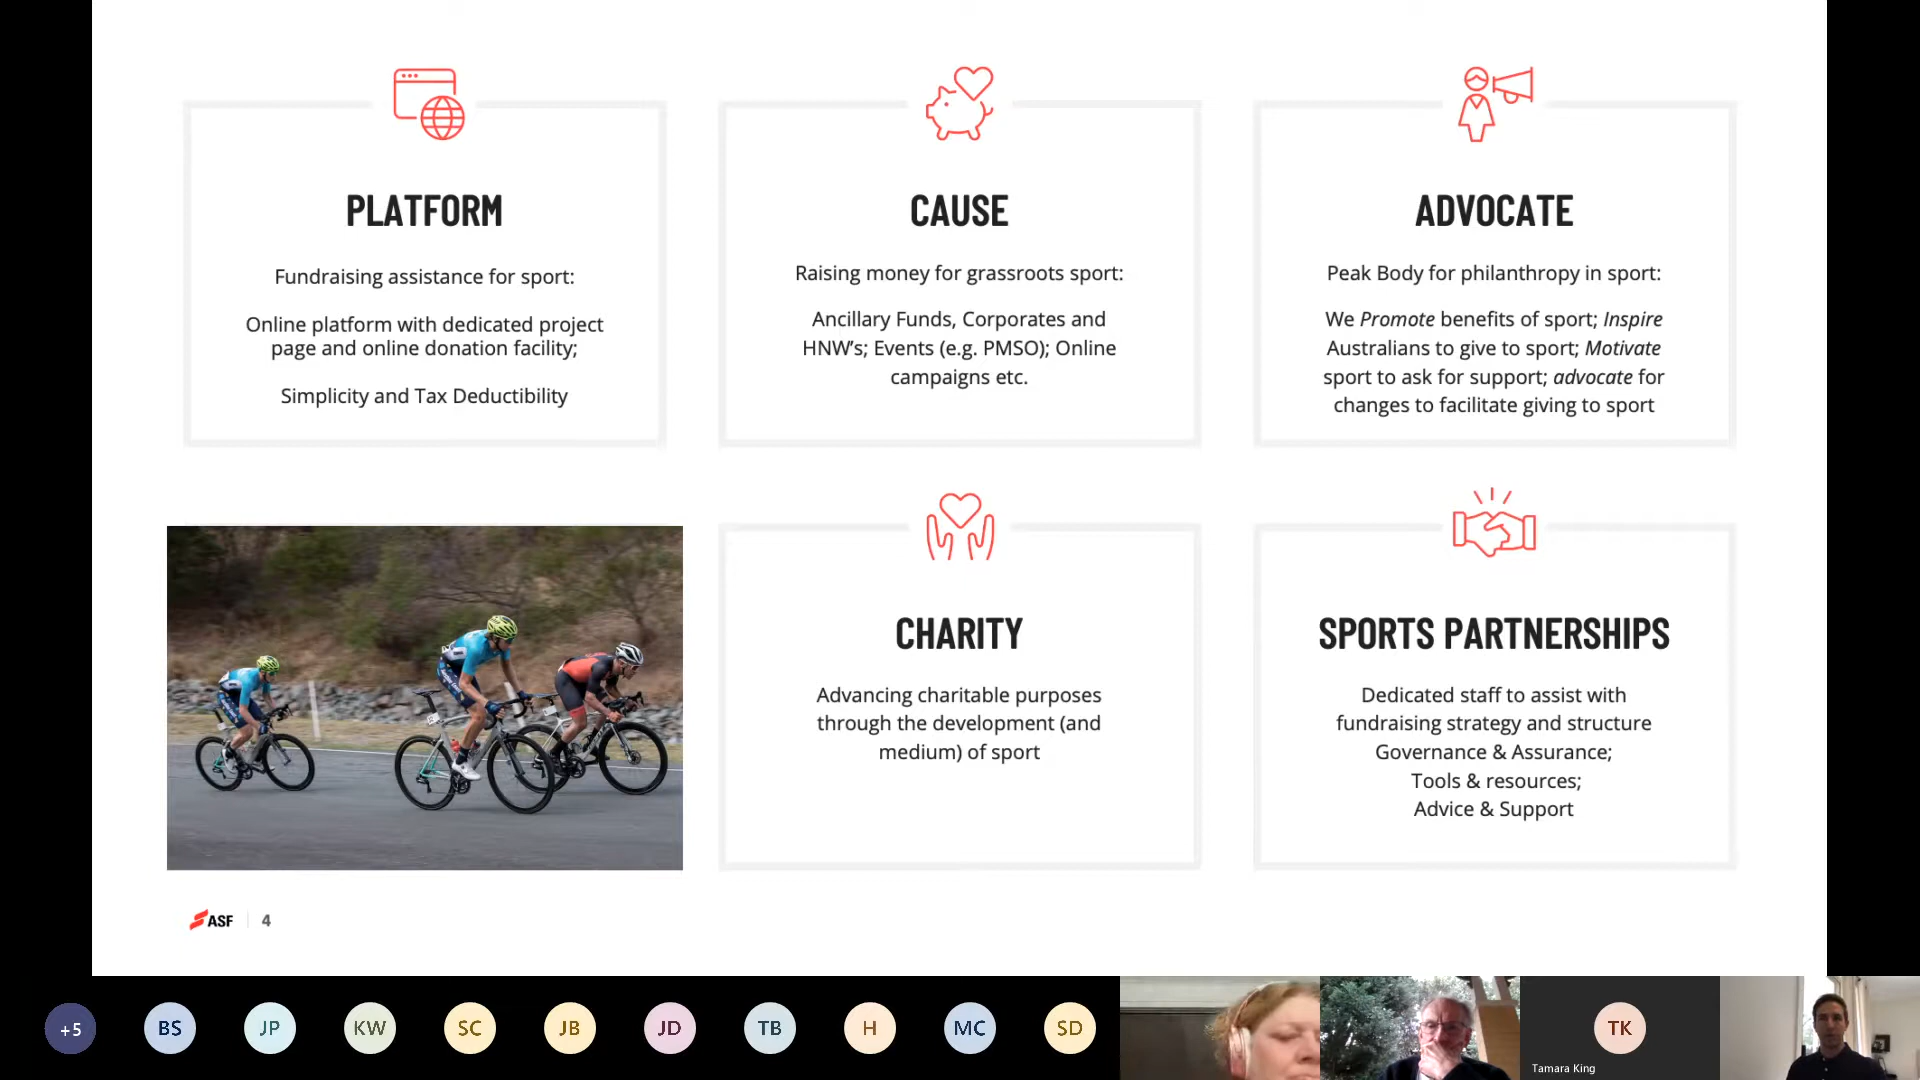 PLATFORM
Fundraising assistance for sport:
Online platform with dedicated project
page and online donation facility;
Simplicity and Tax Deductibility
CAUSE
Raising money for grassroots sport:
Ancillary Funds, Corporates and
HNW's; Events (e.g. PMSO); Online
campaigns etc.
ADVOCATE
Peak Body for philanthropy in sport:
We Promote benefits of sport; Inspire
Australians to give to sport; Motivate
sport to ask for support; advocate for
changes to facilitate giving to sport
CHARITY
Advancing charitable purposes
through the development (and
medium) of sport
SPORTS PARTNERSHIPS
Dedicated staff to assist with
fundraising strategy and structure
Governance & Assurance;
Tools & resources;
Advice & Support
ASF
4
+5
BS
JP
KW
SC
JB
JD
TB
H
MC
SD
TK
Tamara King